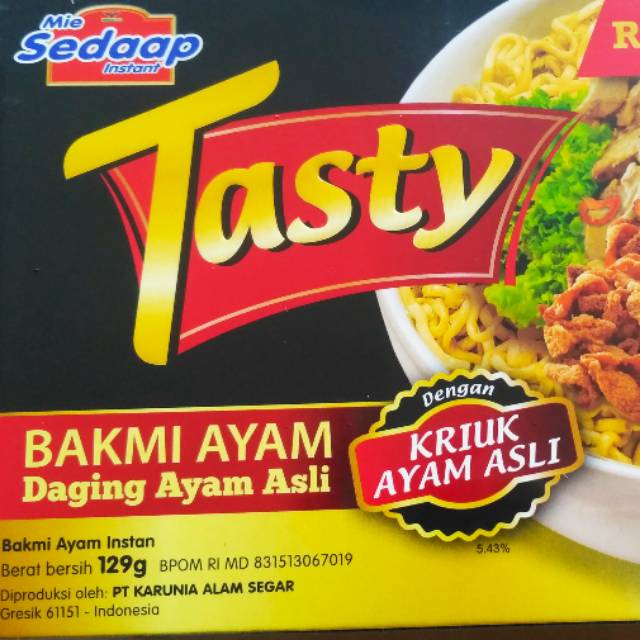 Mie
Sedaap
Instant
R
Tasty
Dengan
KRIUK
AYAM ASLI
BAKMI AYAM
Daging Ayam Asli
5.43%
Bakmi Ayam Instan
Berat bersih 129g BPOM RI MD 831513067019
Diproduksi oleh: PT KARUNIA ALAM SEGAR
Gresik 61151 - Indonesia